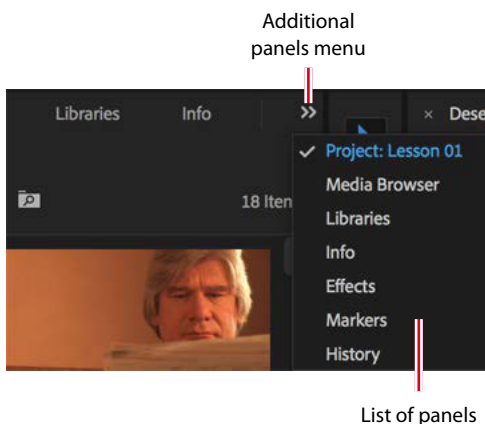 Additional
panels menu
Libraries Info >> × Dese
✓ Project: Lesson 01
Media Browser
18 Iten
Libraries
Info
Effects
Markers
History
List of panels